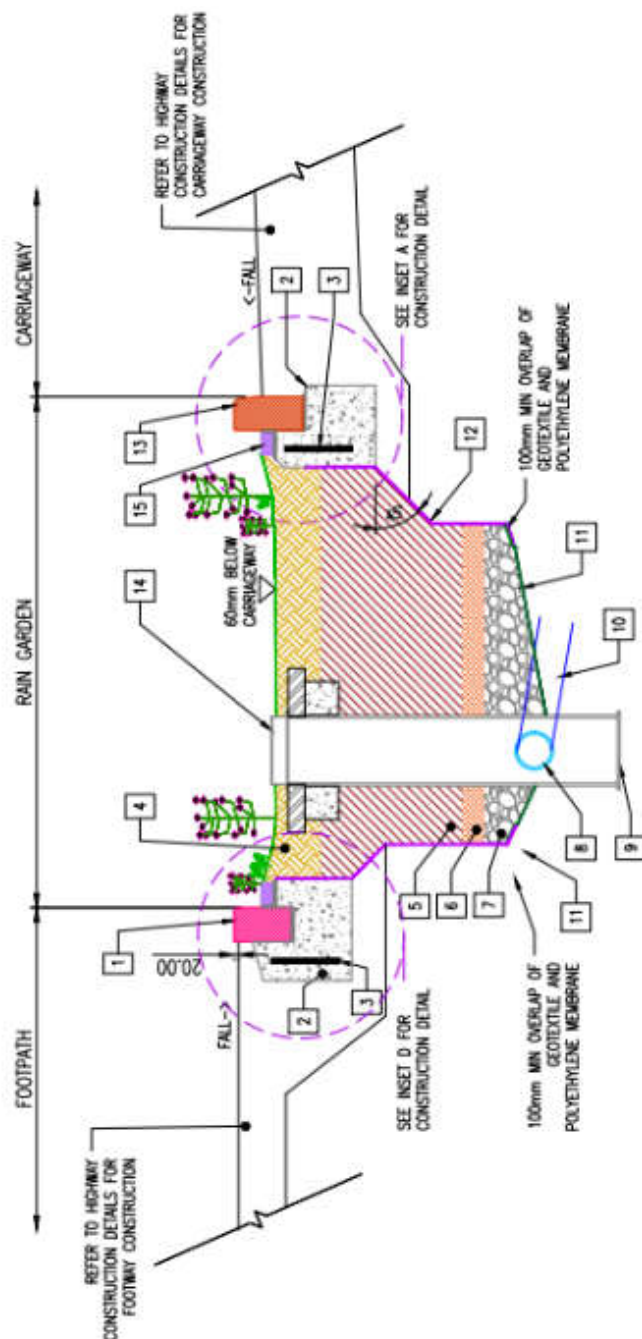 FOOTPATH
RAIN GARDEN
CARRIAGEWAY
REFER TO HIGHWAY
CONSTRUCTION DETAILS FOR
FOOTWAY CONSTRUCTION
REFER TO HIGHWAY
CONSTRUCTION DETAILS FOR
CARRIAGEWAY CONSTRUCTION
1
4
14
15
13
FALL->
20.00
60mm BELOW
CARRIAGEWAY
<-FALL
2
3
2
3
SEE INSET D FOR
CONSTRUCTION DETAIL
SEE INSET A FOR
CONSTRUCTION DETAIL
45°
12
5
6
7
11
8
9
10
11
100mm MIN OVERLAP OF
GEOTEXTILE AND
POLYETHYLENE MEMBRANE
100mm MIN OVERLAP OF
GEOTEXTILE AND
POLYETHYLENE MEMBRANE